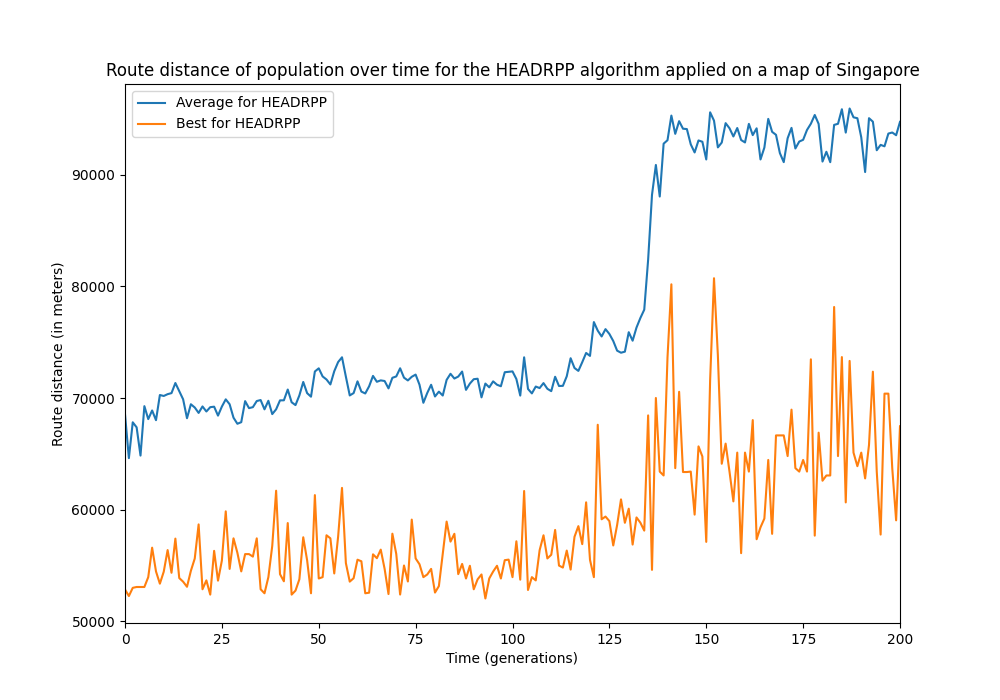 Route distance of population over time for the HEADRPP algorithm applied on a map of Singapore
Average for HEADRPP
Best for HEADRPP
90000
80000
70000
60000
50000
Route distance (in meters)
0 25 50 75 100 125 150 175 200
Time (generations)